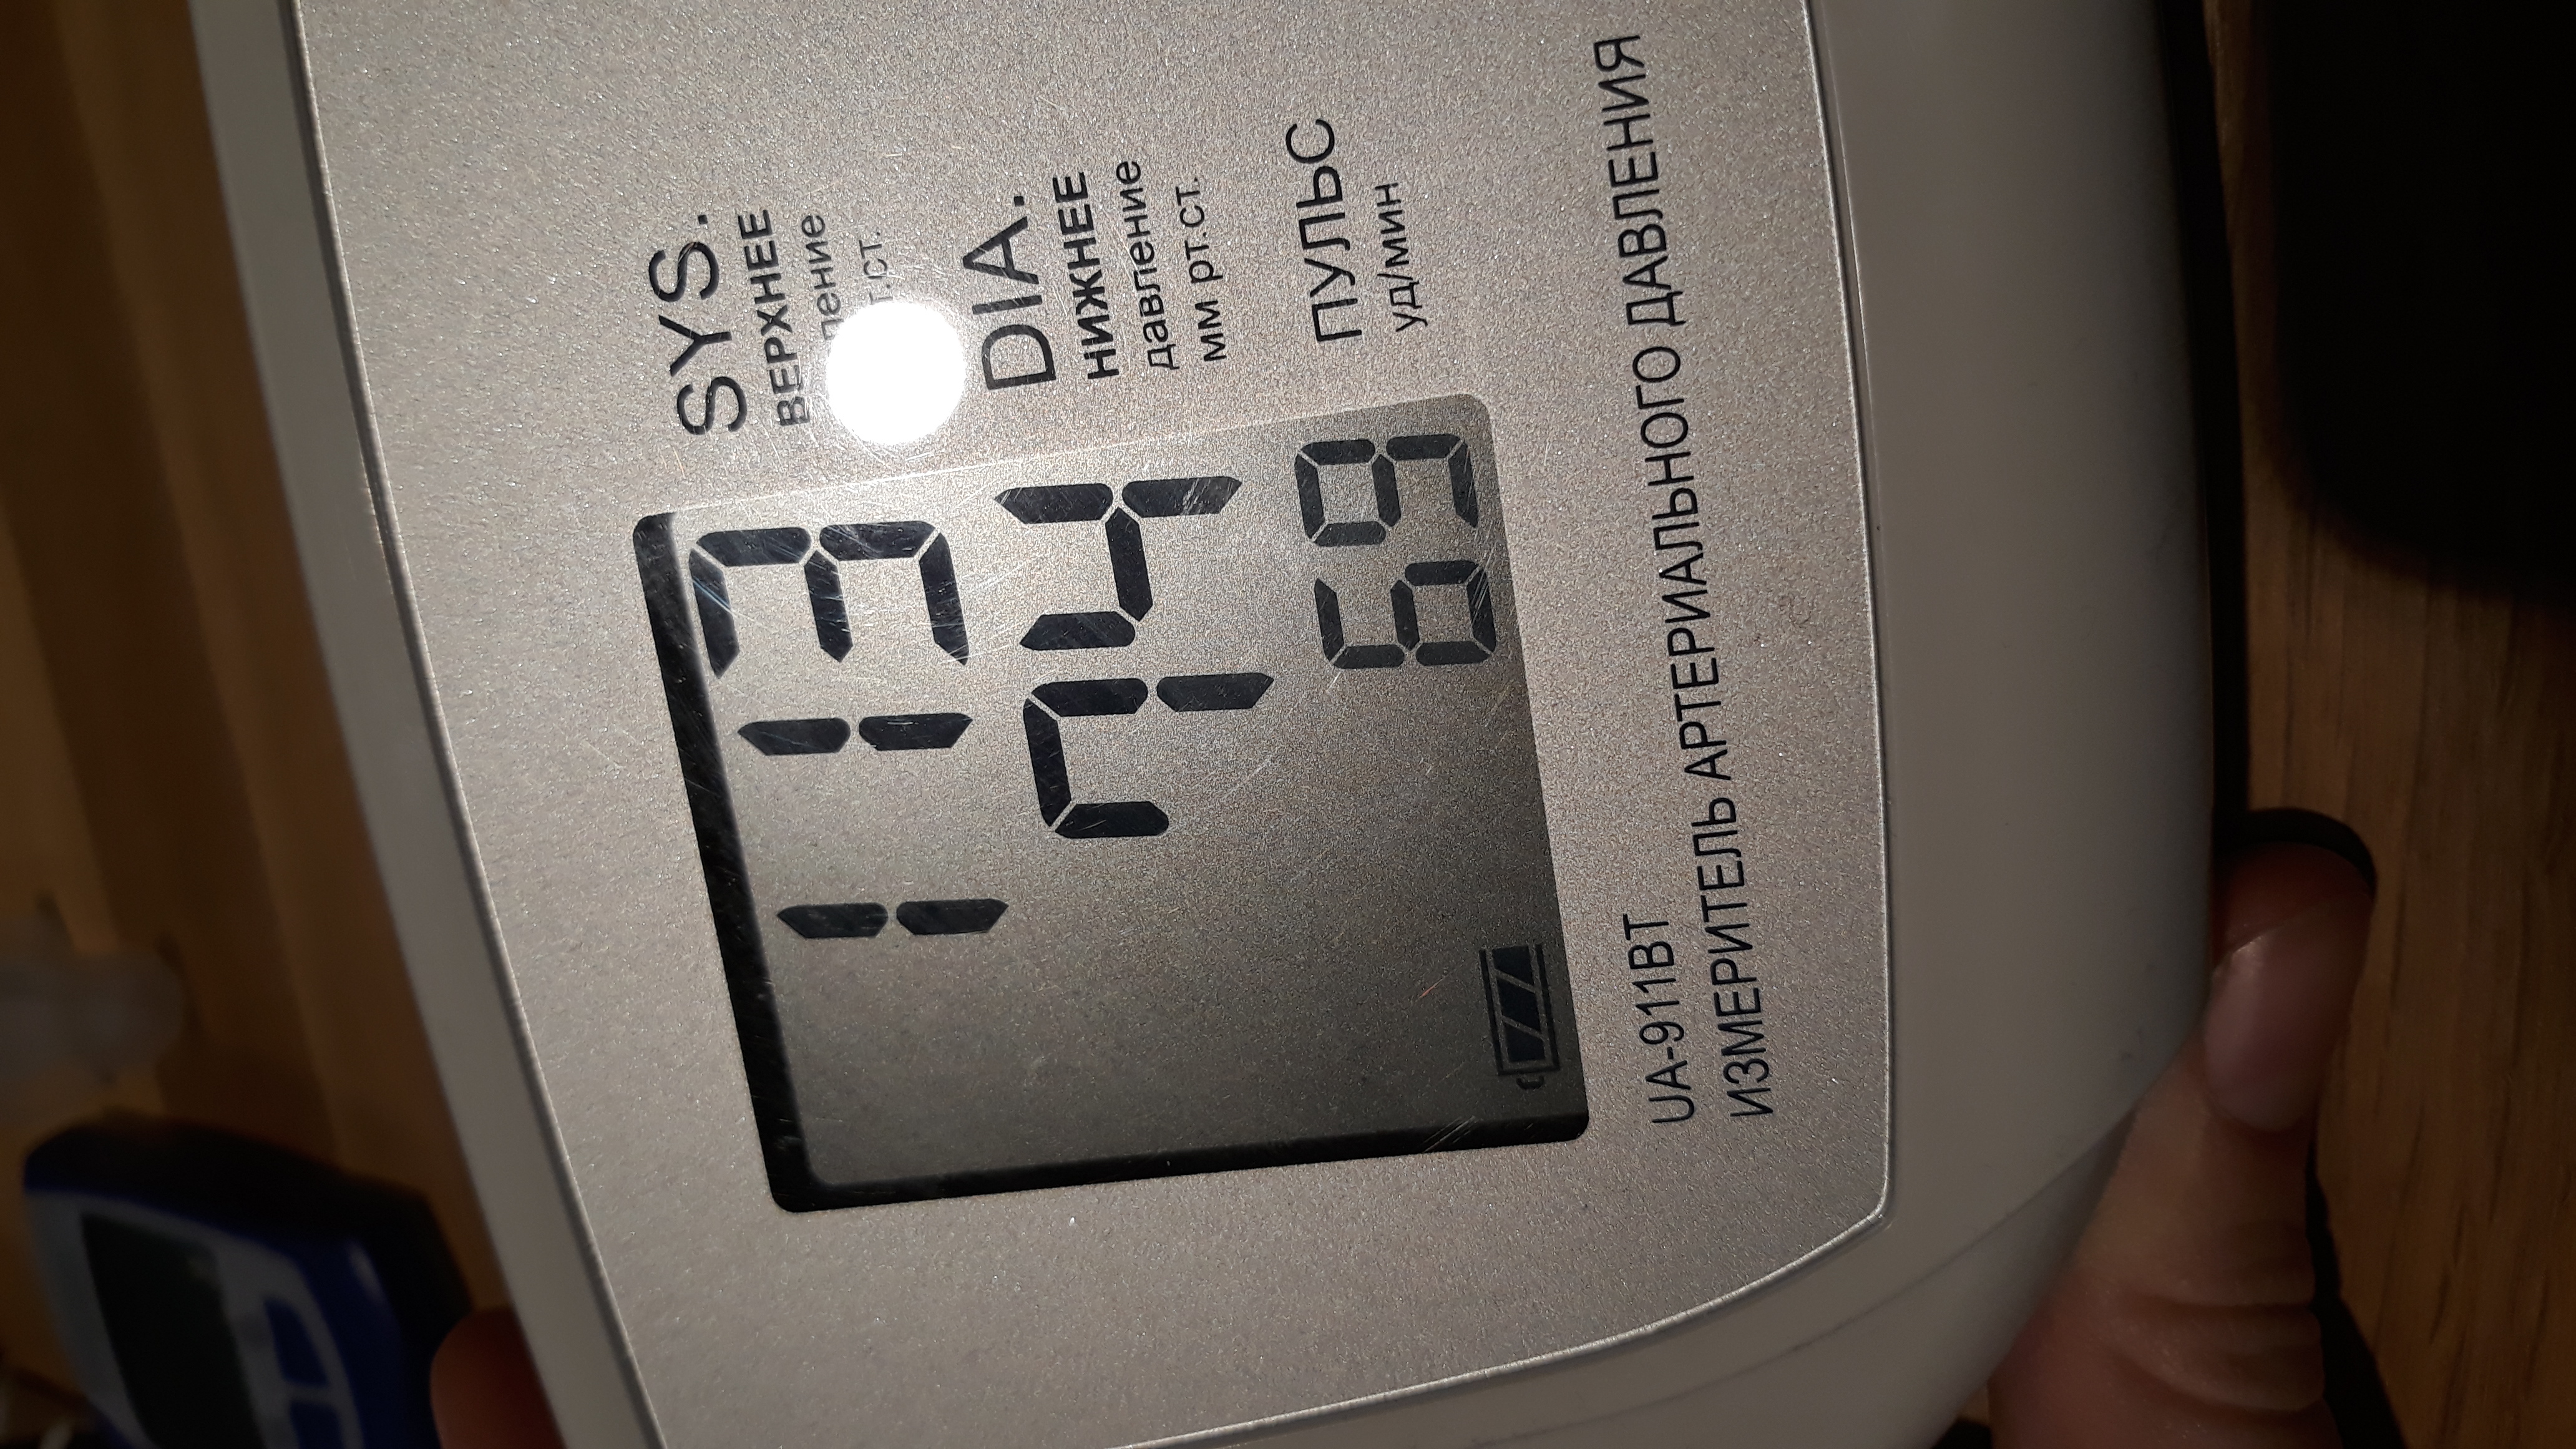 113
SYS.
ВЕРХНЕЕ
74
DIA.
НИЖНЕЕ
давление
мм рт.ст.
69
ПУЛЬС
уд/мин
UA-911BT
ИЗМЕРИТЕЛЬ АРТЕРИАЛЬНОГО ДАВЛЕНИЯ